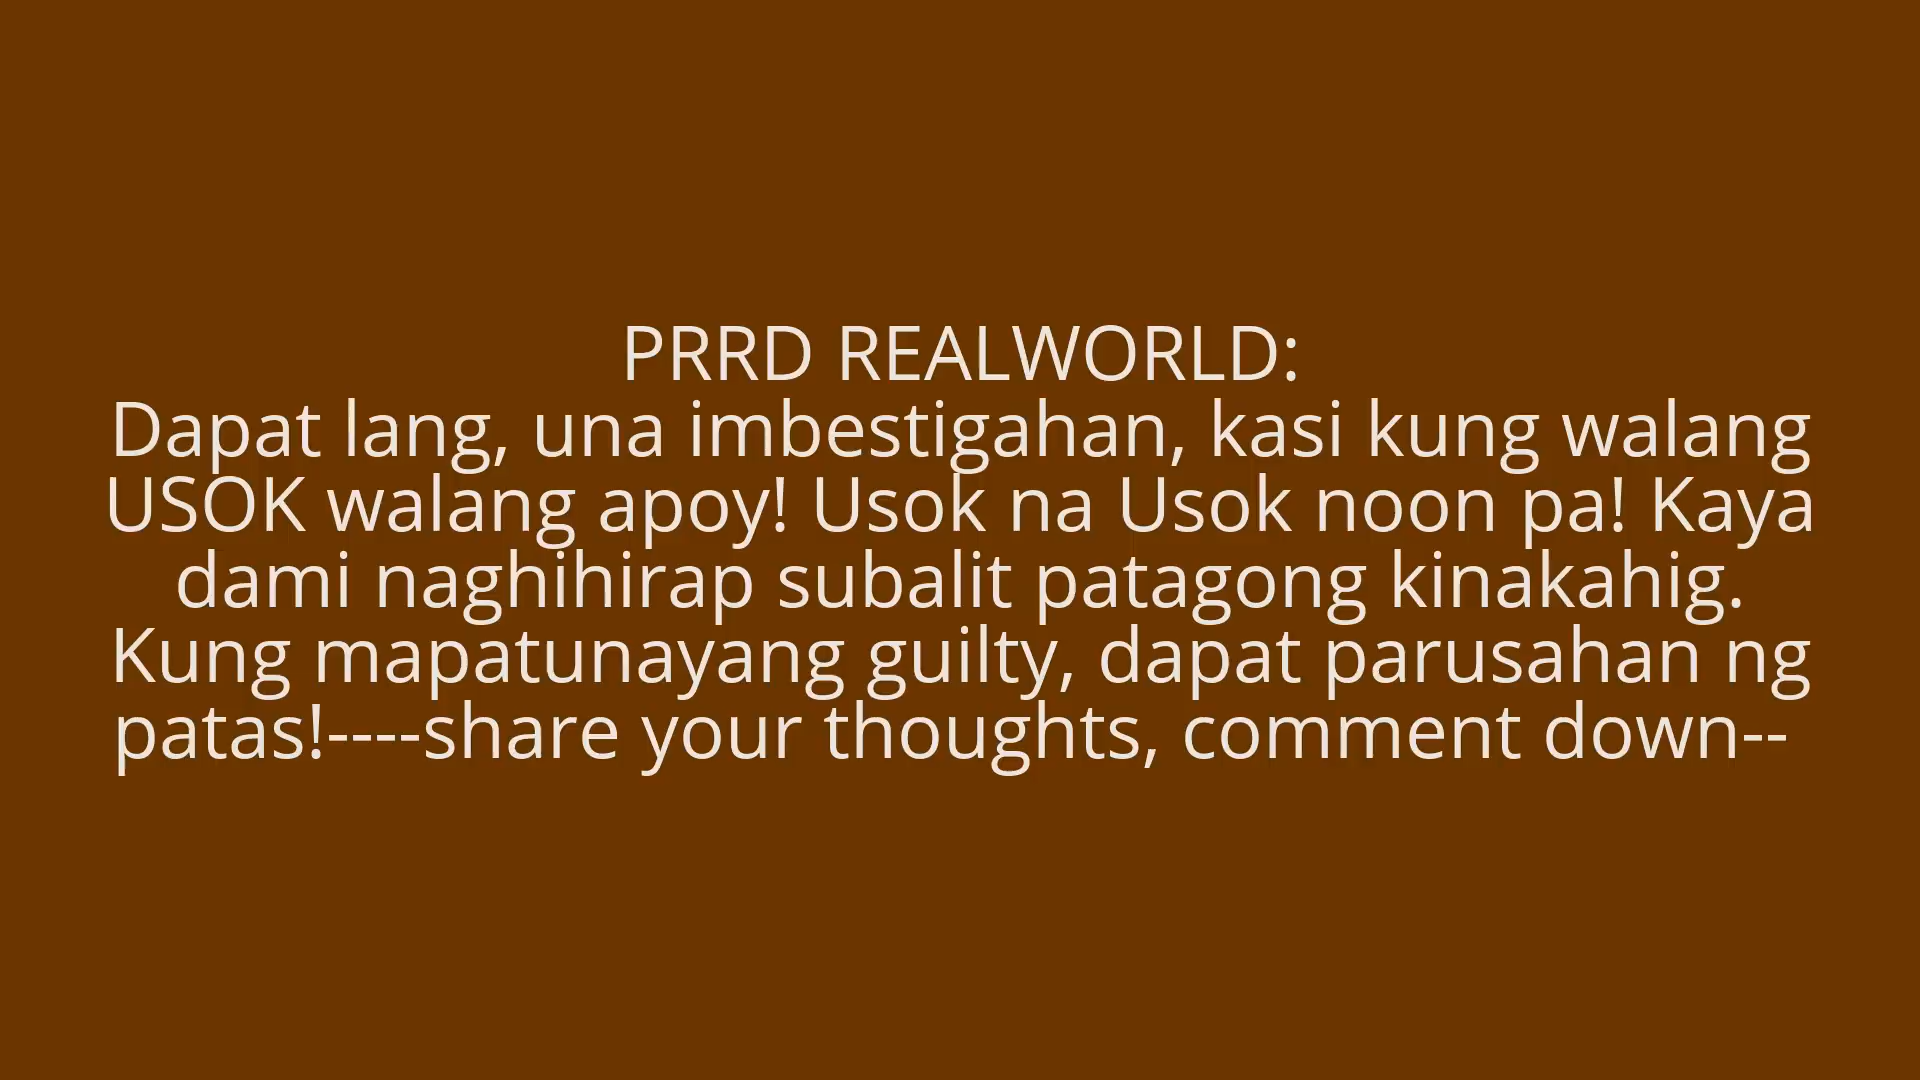 PRRD REALWORLD:
Dapat lang, una imbestigahan, kasi kung walang
USOK walang apoy! Usok na Usok noon pa! Kaya
dami naghihirap subalit patagong kinakahig.
Kung mapatunayang guilty, dapat parusahan ng
patas!----share your thoughts, comment down--